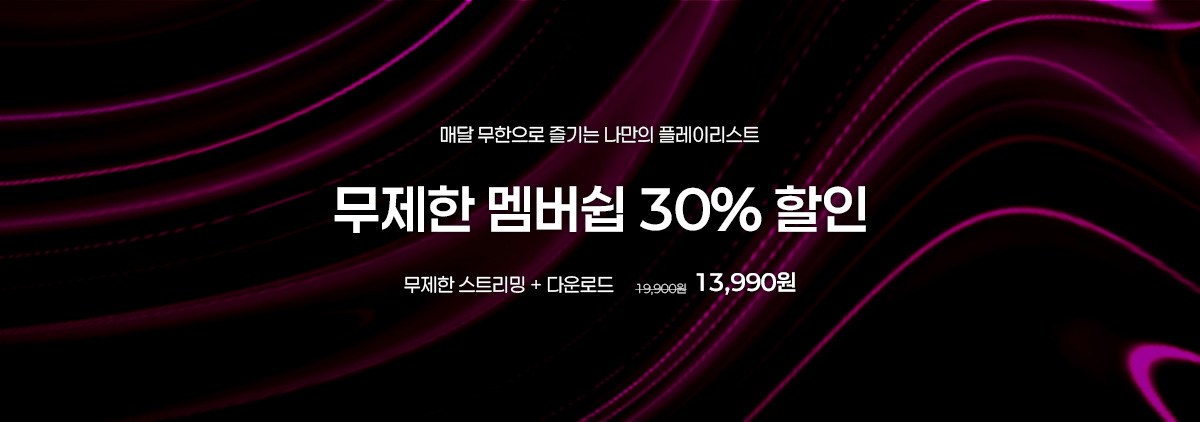 매달 무한으로 즐기는 나만의 플레이리스트
무제한 멤버쉽 30% 할인
무제한 스트리밍 + 다운로드 19,900원 13,990원